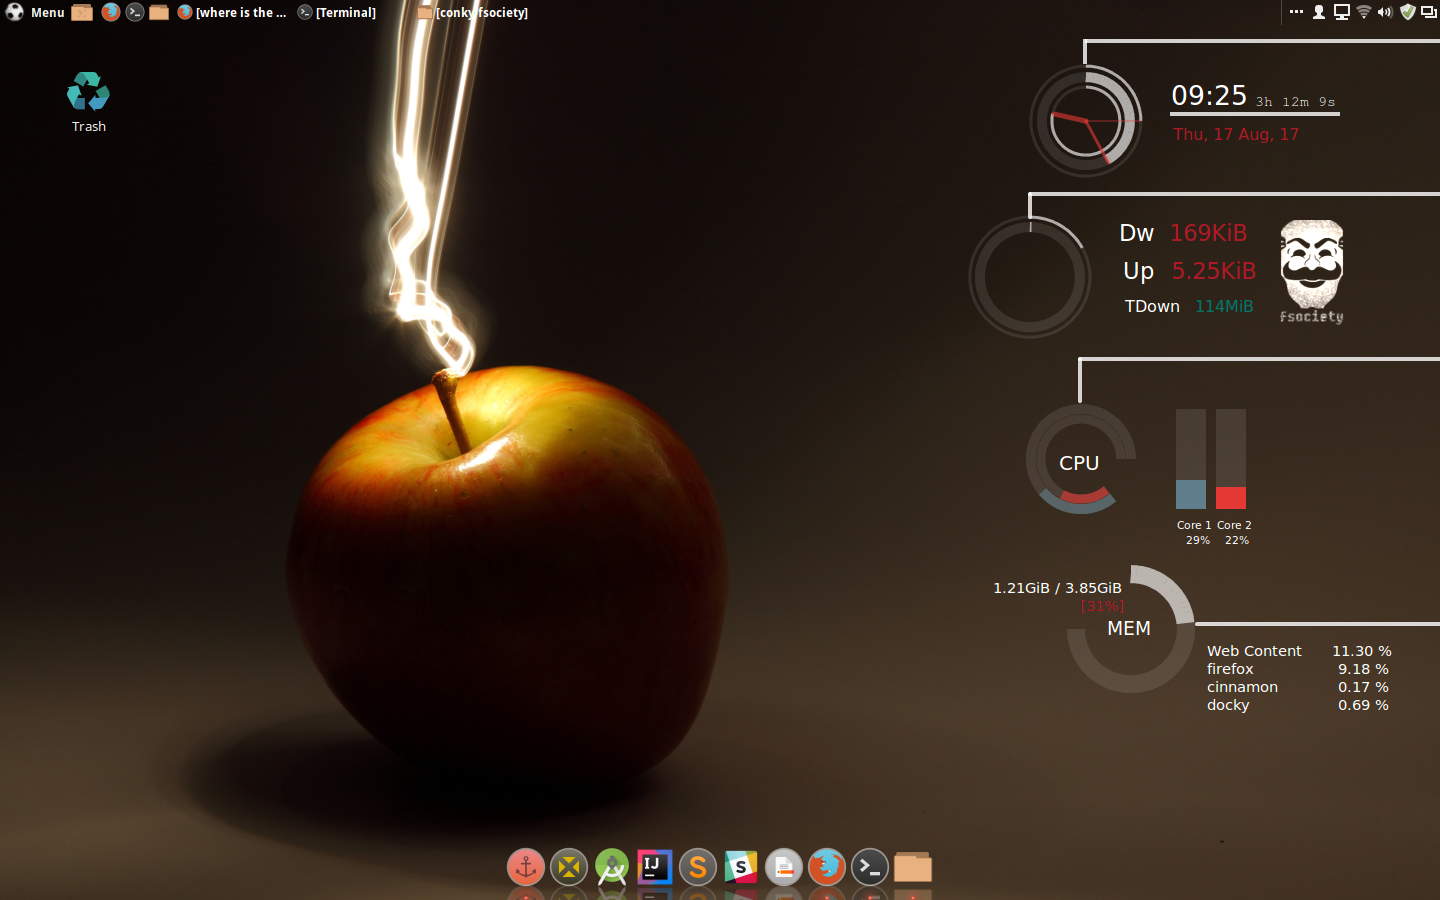 Menu [where is the ... [Terminal] [conky fsociety]
Trash
09:25 3h 12m 9s
Thu, 17 Aug, 17
Dw 169KiB
Up 5.25KiB
TDown 114MiB
fsociety
CPU
Core 1 Core 2
29% 22%
1.21GiB / 3.85GiB
[31%]
MEM
Web Content 11.30 %
firefox 9.18 %
cinnamon 0.17 %
docky 0.69 %
IJ
S
S